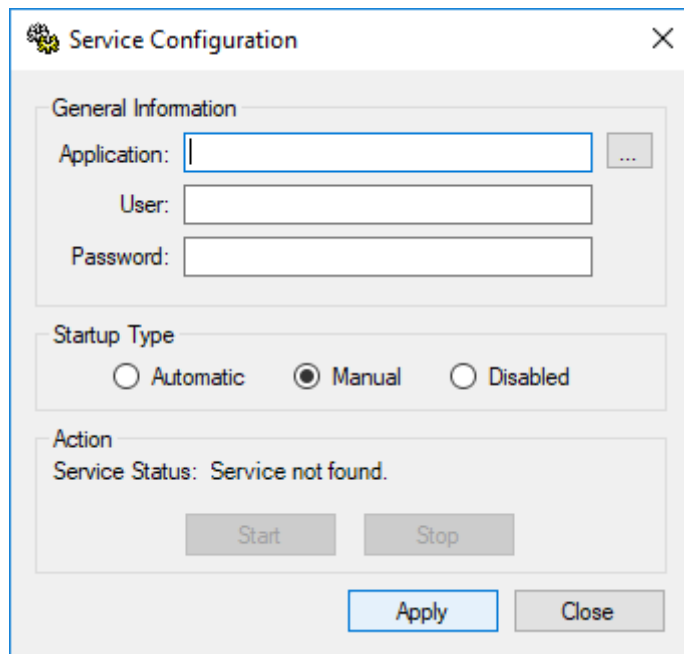 Service Configuration
General Information
Application:
...
User:
Password:
Startup Type
Automatic Manual Disabled
Action
Service Status: Service not found.
Start Stop
Apply Close